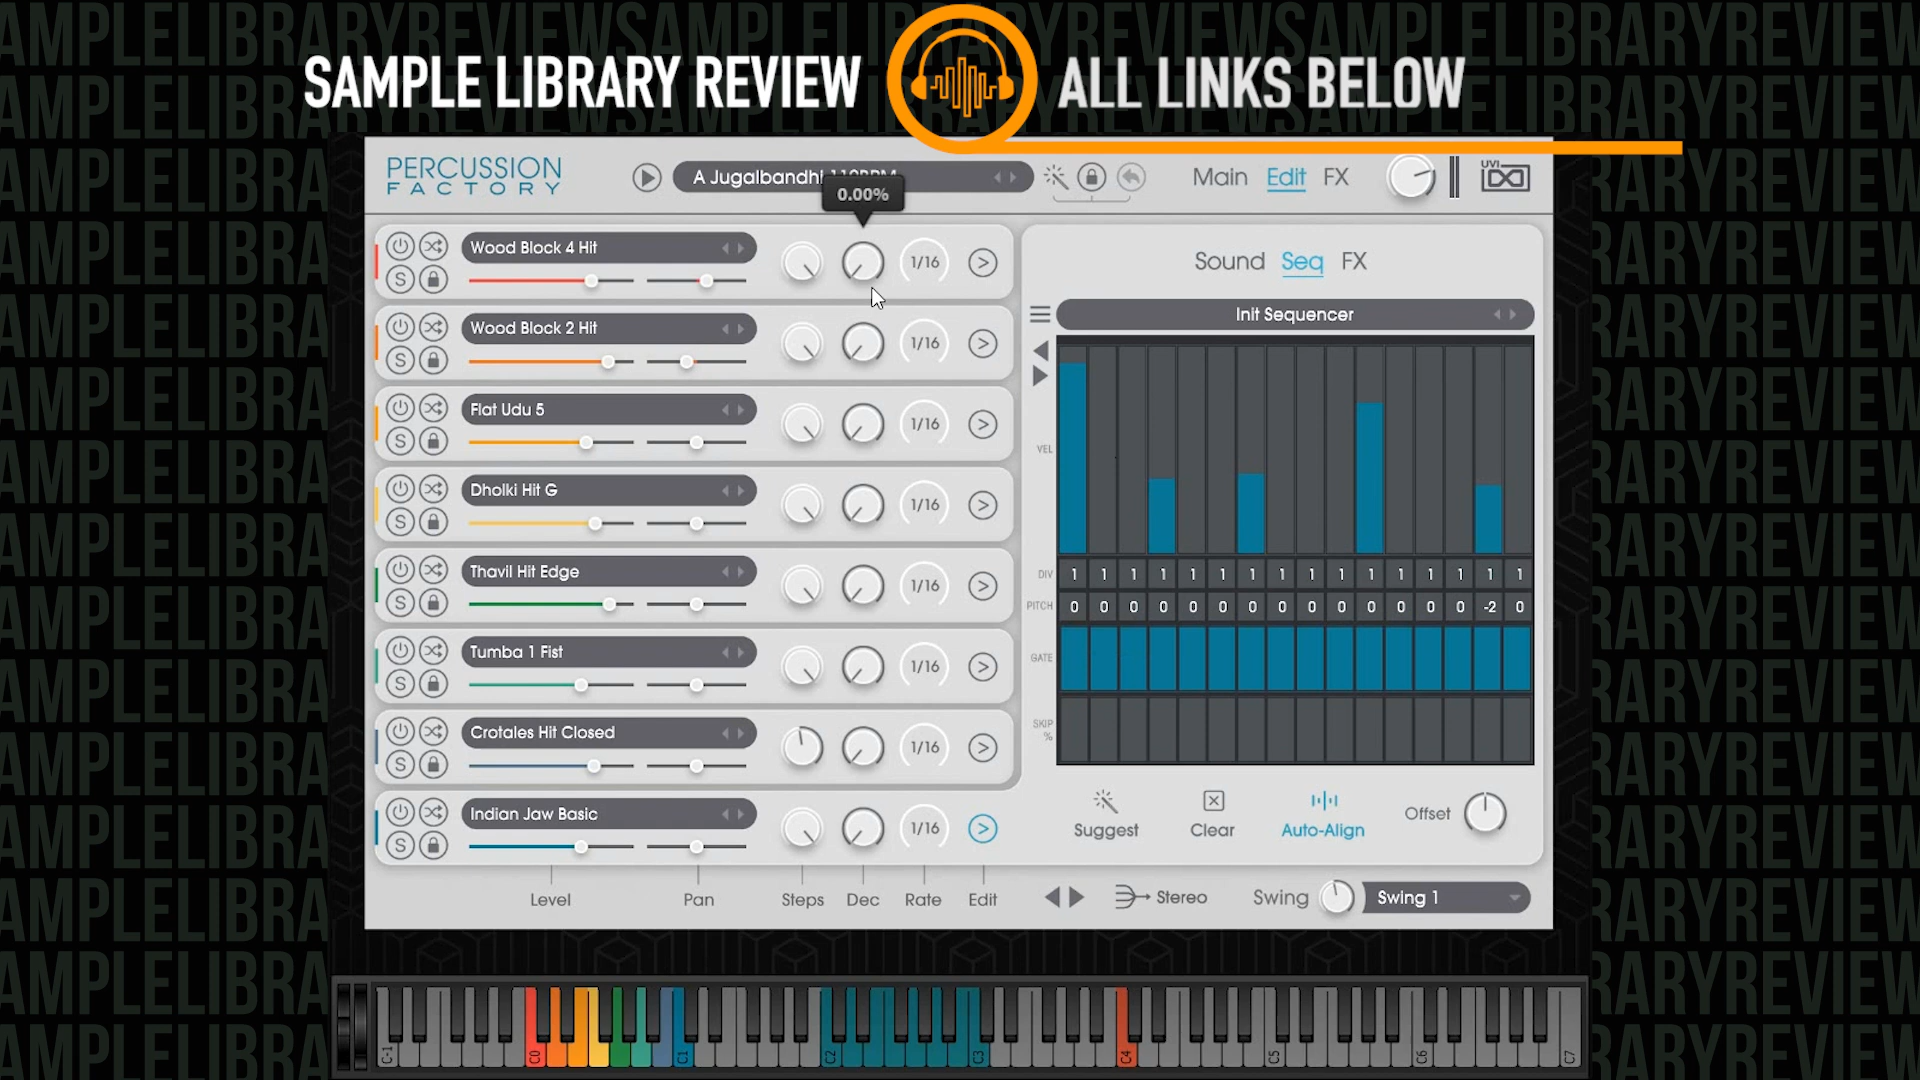 SAMPLE LIBRARY REVIEW
ALL LINKS BELOW
PERCUSSION
FACTORY
A Jugalbandhi 110BPM
0.00%
Main Edit FX
UVI
Wood Block 4 Hit
S
1/16
Wood Block 2 Hit
S
1/16
Flat Udu 5
S
1/16
Dholki Hit G
S
1/16
Thavil Hit Edge
S
1/16
Tumba 1 Fist
S
1/16
Crotales Hit Closed
S
1/16
Indian Jaw Basic
S
1/16
Level Pan Steps Dec Rate Edit
Sound Seq FX
Init Sequencer
VEL
DIV 1 1 1 1 1 1 1 1 1 1 1 1 1 1 1 1
PITCH 0 0 0 0 0 0 0 0 0 0 0 0 0 0 -2 0
GATE
SKIP
%
Suggest Clear Auto-Align Offset
Stereo Swing Swing 1
C-1 C0 C1 C2 C3 C4 C5 C6 C7